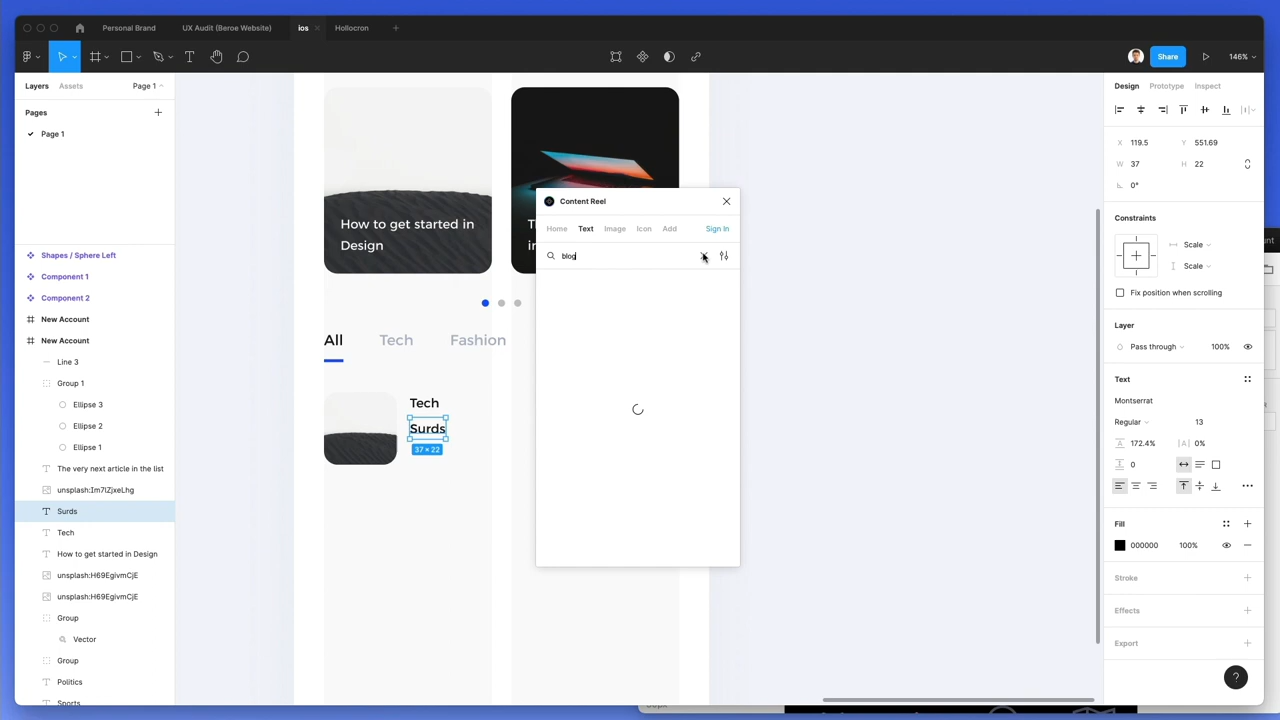 Personal Brand
UX Audit (Beroe Website)
ios
Hollocron
Share
146%
Layers
Assets
Page 1
Pages
Page 1
Shapes / Sphere Left
Component 1
Component 2
New Account
New Account
Line 3
Group 1
Ellipse 3
Ellipse 2
Ellipse 1
The very next article in the list
unsplash:Im7lZjxeLhg
Surds
Tech
How to get started in Design
unsplash:H69EgivmCjE
unsplash:H69EgivmCjE
Group
Vector
Group
Politics
Sports
How to get started in
Design
All
Tech
Fashion
Tech
Surds
37 × 22
Content Reel
Home
Text
Image
Icon
Add
Sign In
blog
Design
Prototype
Inspect
X
119.5
Y
551.69
W
37
H
22
0°
Constraints
Scale
Scale
Fix position when scrolling
Layer
Pass through
100%
Text
Montserrat
Regular
13
172.4%
|A|
0%
0
Fill
000000
100%
Stroke
Effects
Export
?